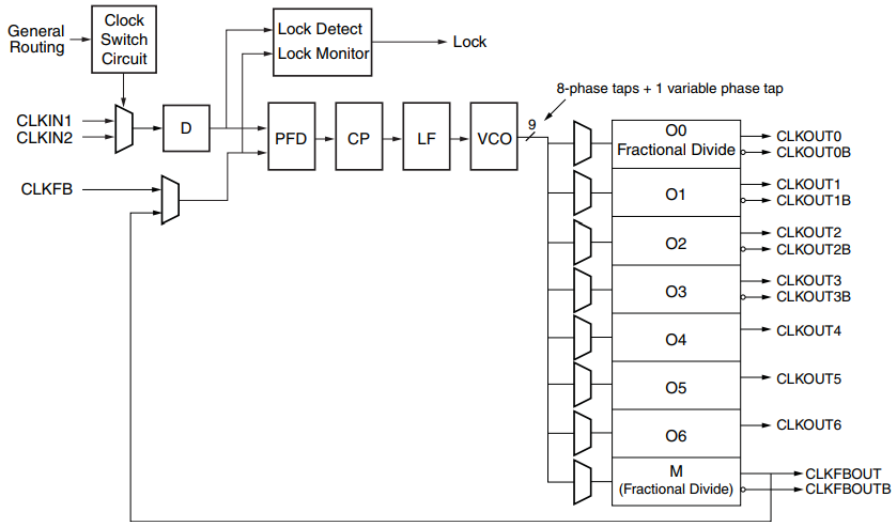 General
Routing
Clock
Switch
Circuit
Lock Detect
Lock Monitor
Lock
8-phase taps + 1 variable phase tap
CLKIN1
CLKIN2
D
PFD
CP
LF
VCO
9
CLKFB
O0
Fractional Divide
CLKOUT0
CLKOUT0B
O1
CLKOUT1
CLKOUT1B
O2
CLKOUT2
CLKOUT2B
O3
CLKOUT3
CLKOUT3B
O4
CLKOUT4
O5
CLKOUT5
O6
CLKOUT6
M
(Fractional Divide)
CLKFBOUT
CLKFBOUTB